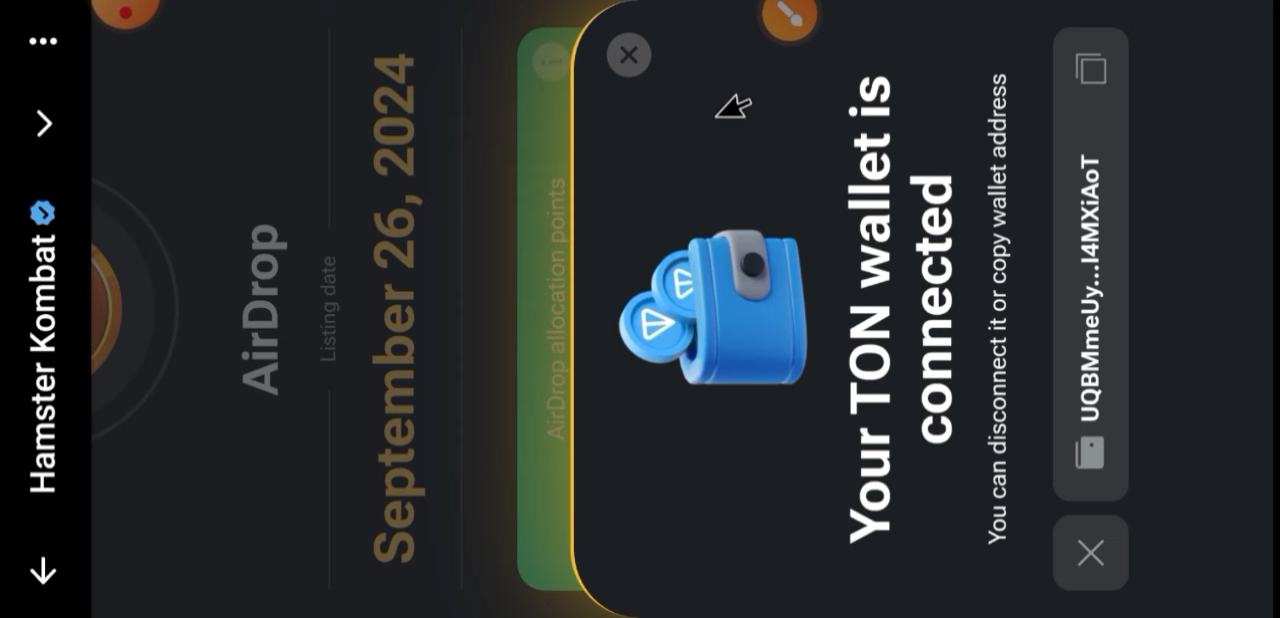 Hamster Kombat
AirDrop
Listing date
September 26, 2024
AirDrop allocation points
Your TON wallet is
connected
You can disconnect it or copy wallet address
UQBMmeUy...I4MXiAoT